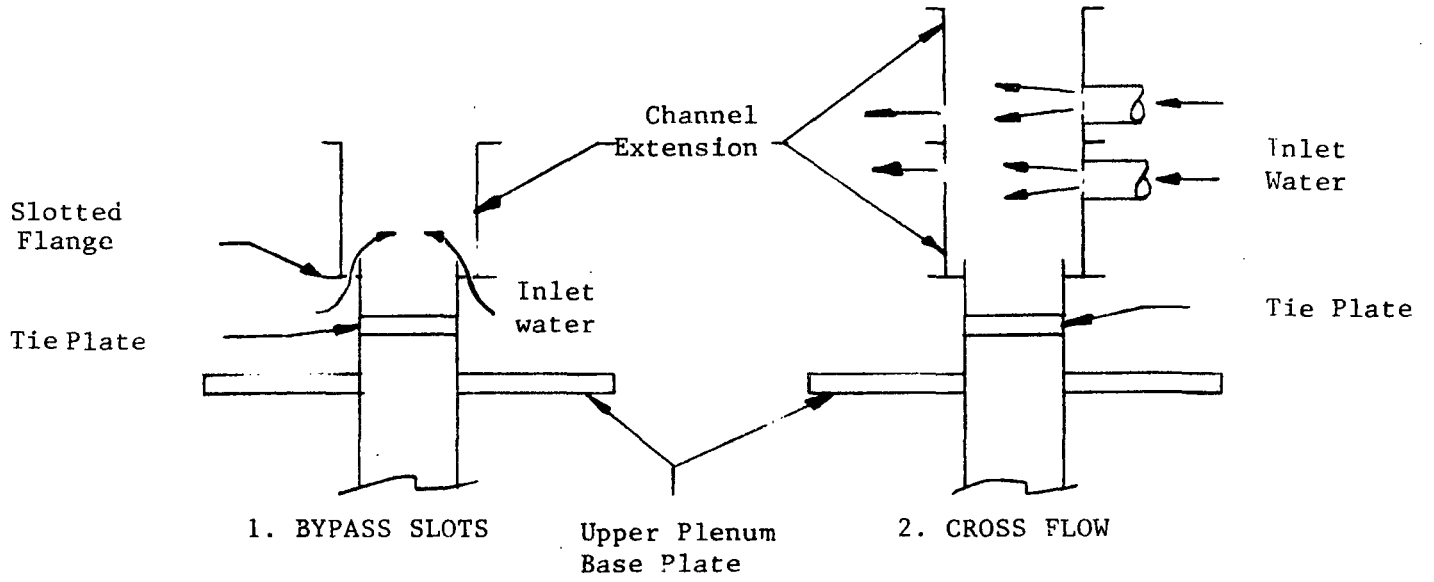 Channel
Extension
Inlet
Water
Slotted
Flange
Inlet
water
Tie Plate
Tie Plate
1. BYPASS SLOTS
Upper Plenum
Base Plate
2. CROSS FLOW